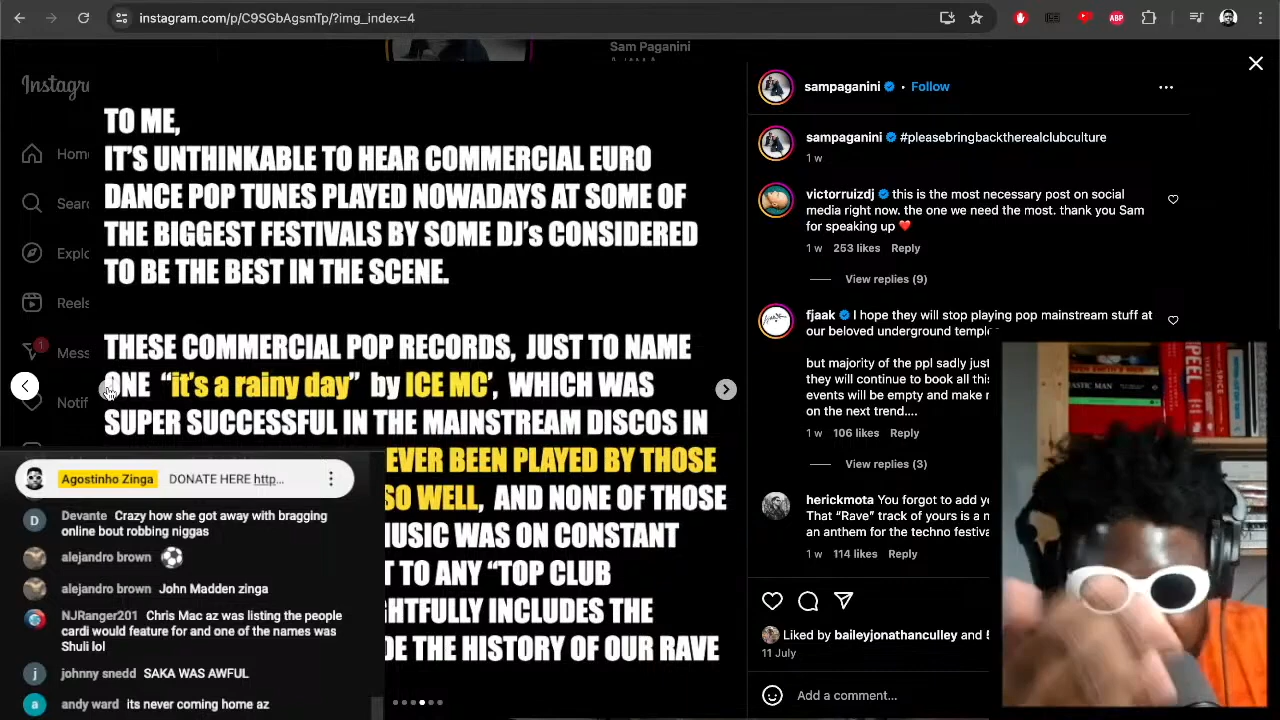 instagram.com/p/C9SGbAgsmTp/?img_index=4
ABP
Sam Paganini
Instagr
Hom
Sear
Explo
Reels
1
Mess
Notif
TO ME,
IT'S UNTHINKABLE TO HEAR COMMERCIAL EURO
DANCE POP TUNES PLAYED NOWADAYS AT SOME OF
THE BIGGEST FESTIVALS BY SOME DJ's CONSIDERED
TO BE THE BEST IN THE SCENE.
THESE COMMERCIAL POP RECORDS, JUST TO NAME
ONE "it's a rainy day" by ICE MC', WHICH WAS
SUPER SUCCESSFUL IN THE MAINSTREAM DISCOS IN
EVER BEEN PLAYED BY THOSE
SO WELL, AND NONE OF THOSE
MUSIC WAS ON CONSTANT
T TO ANY "TOP CLUB
GHTFULLY INCLUDES THE
DE THE HISTORY OF OUR RAVE
Agostinho Zinga DONATE HERE http...
Devante Crazy how she got away with bragging
online bout robbing niggas
alejandro brown
alejandro brown John Madden zinga
NJRanger201 Chris Mac az was listing the people
cardi would feature for and one of the names was
Shuli lol
johnny snedd SAKA WAS AWFUL
andy ward its never coming home az
sampaganini • Follow
sampaganini #pleasebringbacktherealclubculture
1 w
victorruizdj this is the most necessary post on social
media right now. the one we need the most. thank you Sam
for speaking up ❤️
1 w 253 likes Reply
View replies (9)
fjaak I hope they will stop playing pop mainstream stuff at
our beloved underground temple
but majority of the ppl sadly just
they will continue to book all this
events will be empty and make r
on the next trend....
1 w 106 likes Reply
View replies (3)
herickmota You forgot to add yo
That "Rave" track of yours is a n
an anthem for the techno festiva
1 w 114 likes Reply
Liked by baileyjonathanculley and 5
11 July
Add a comment...